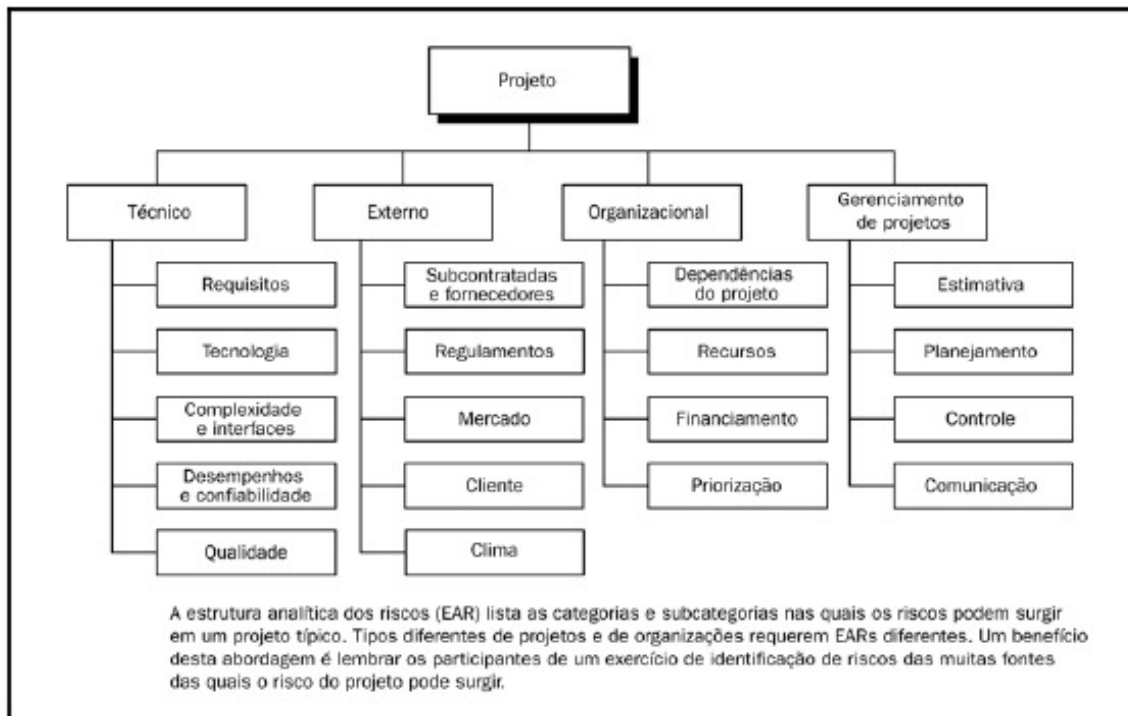 Projeto
Técnico
Externo
Organizacional
Gerenciamento
de projetos
Requisitos
Subcontratadas
e fornecedores
Dependências
do projeto
Estimativa
Tecnologia
Regulamentos
Recursos
Planejamento
Complexidade
e interfaces
Mercado
Financiamento
Controle
Desempenhos
e confiabilidade
Cliente
Priorização
Comunicação
Qualidade
Clima
A estrutura analítica dos riscos (EAR) lista as categorias e subcategorias nas quais os riscos podem surgir
em um projeto típico. Tipos diferentes de projetos e de organizações requerem EARs diferentes. Um benefício
desta abordagem é lembrar os participantes de um exercício de identificação de riscos das muitas fontes
das quais o risco do projeto pode surgir.